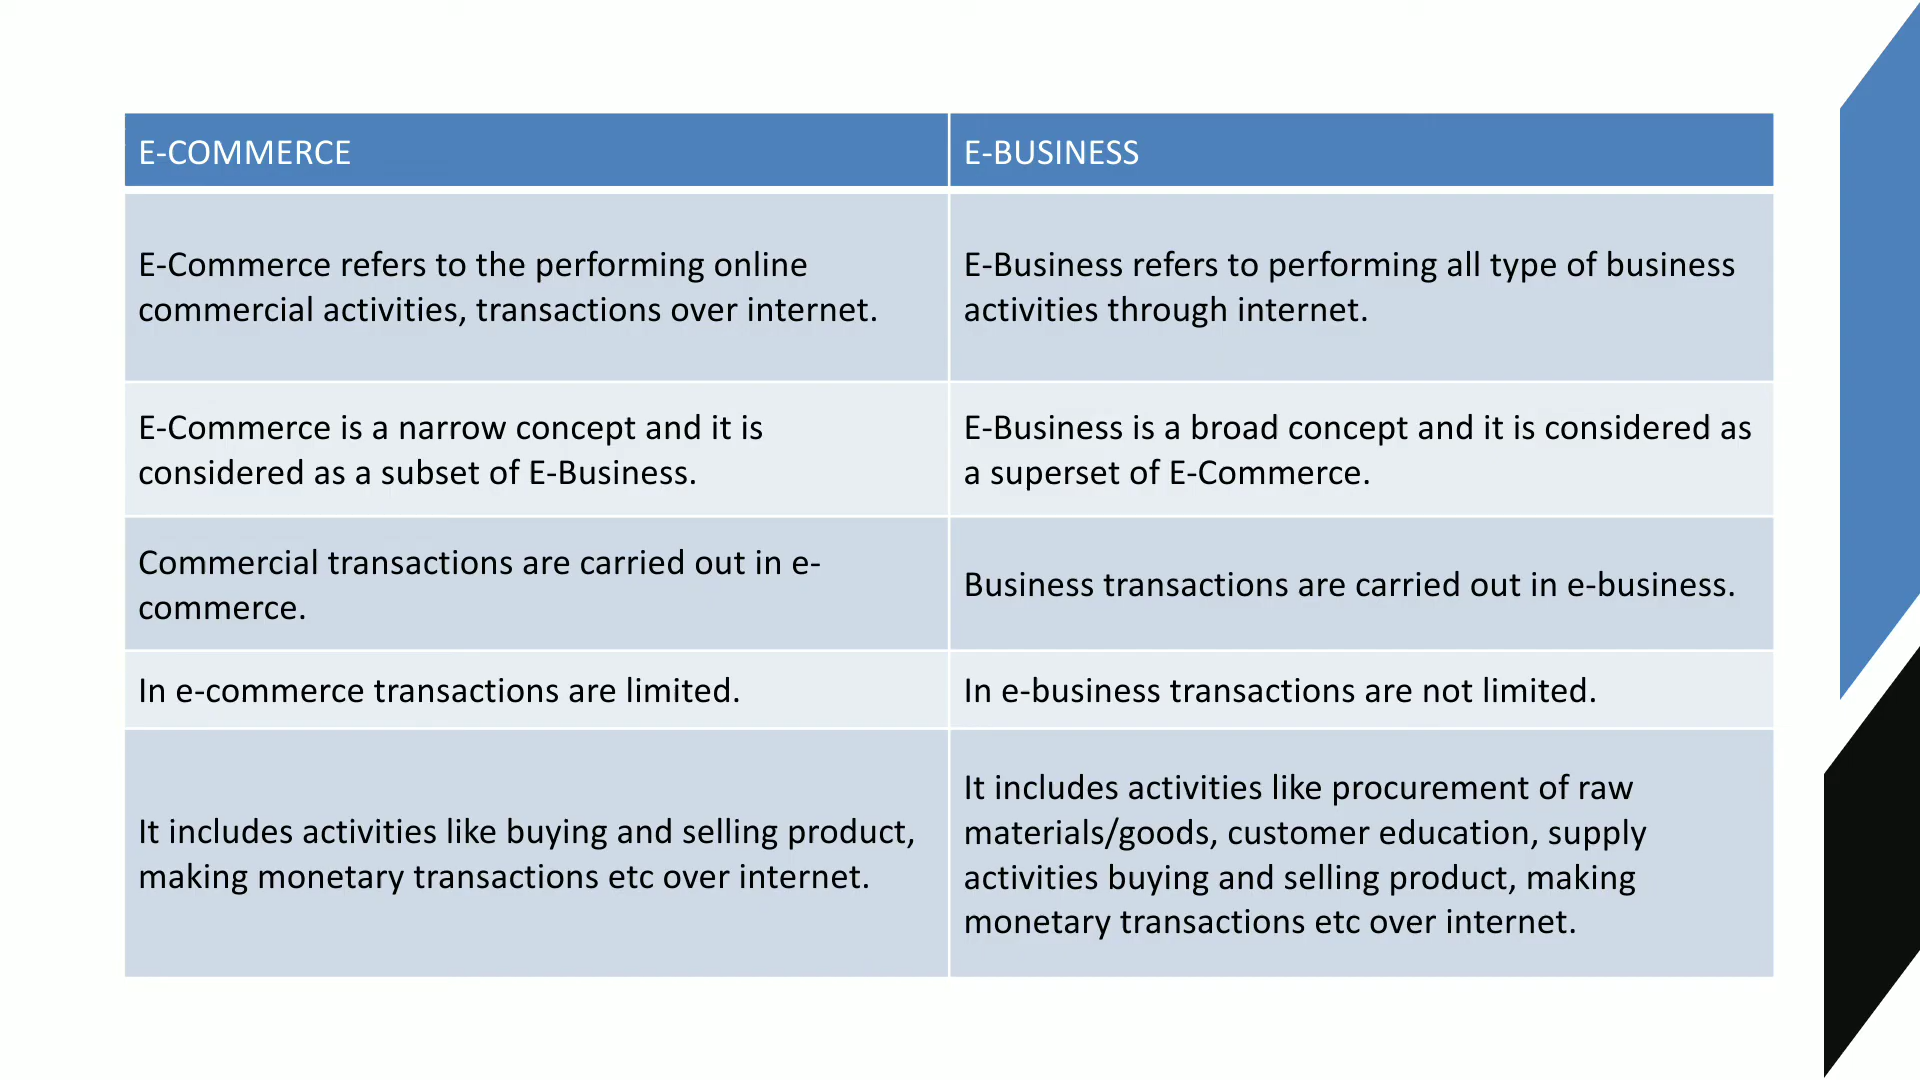 E-COMMERCE
E-BUSINESS
E-Commerce refers to the performing online
commercial activities, transactions over internet.
E-Business refers to performing all type of business
activities through internet.
E-Commerce is a narrow concept and it is
considered as a subset of E-Business.
E-Business is a broad concept and it is considered as
a superset of E-Commerce.
Commercial transactions are carried out in e-
commerce.
Business transactions are carried out in e-business.
In e-commerce transactions are limited.
In e-business transactions are not limited.
It includes activities like buying and selling product,
making monetary transactions etc over internet.
It includes activities like procurement of raw
materials/goods, customer education, supply
activities buying and selling product, making
monetary transactions etc over internet.